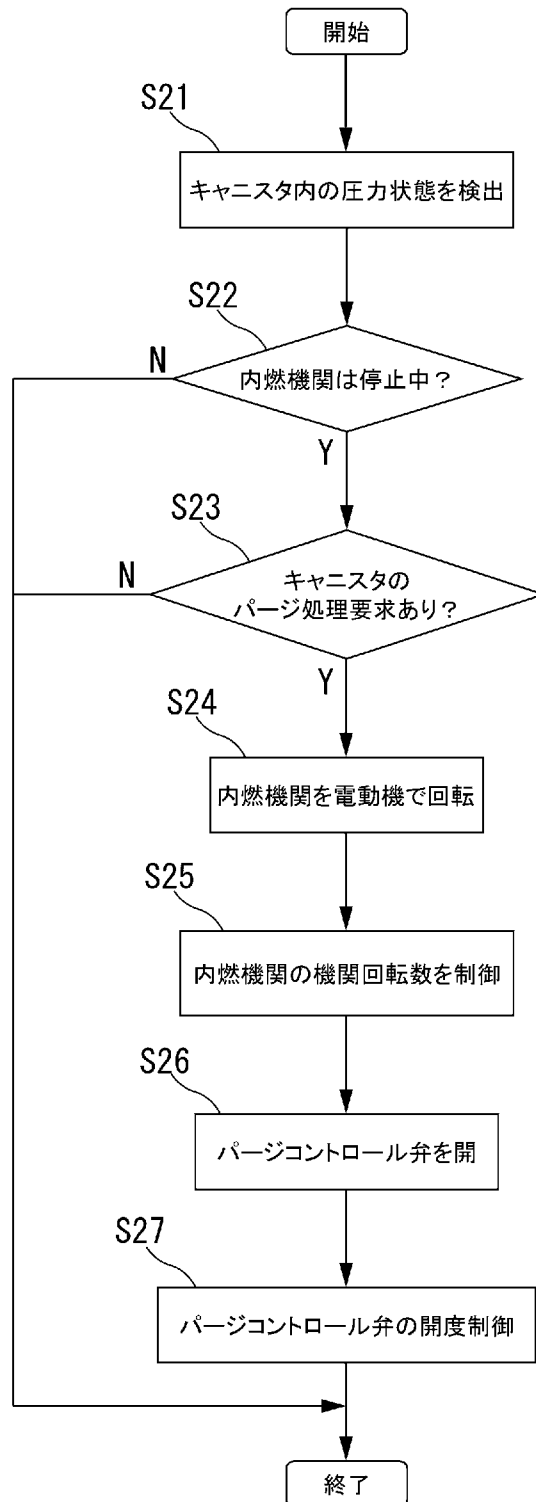 開始
S21
キャニスタ内の圧力状態を検出
S22
N
内燃機関は停止中？
Y
S23
N
キャニスタの
パージ処理要求あり？
Y
S24
内燃機関を電動機で回転
S25
内燃機関の機関回転数を制御
S26
パージコントロール弁を開
S27
パージコントロール弁の開度制御
終了